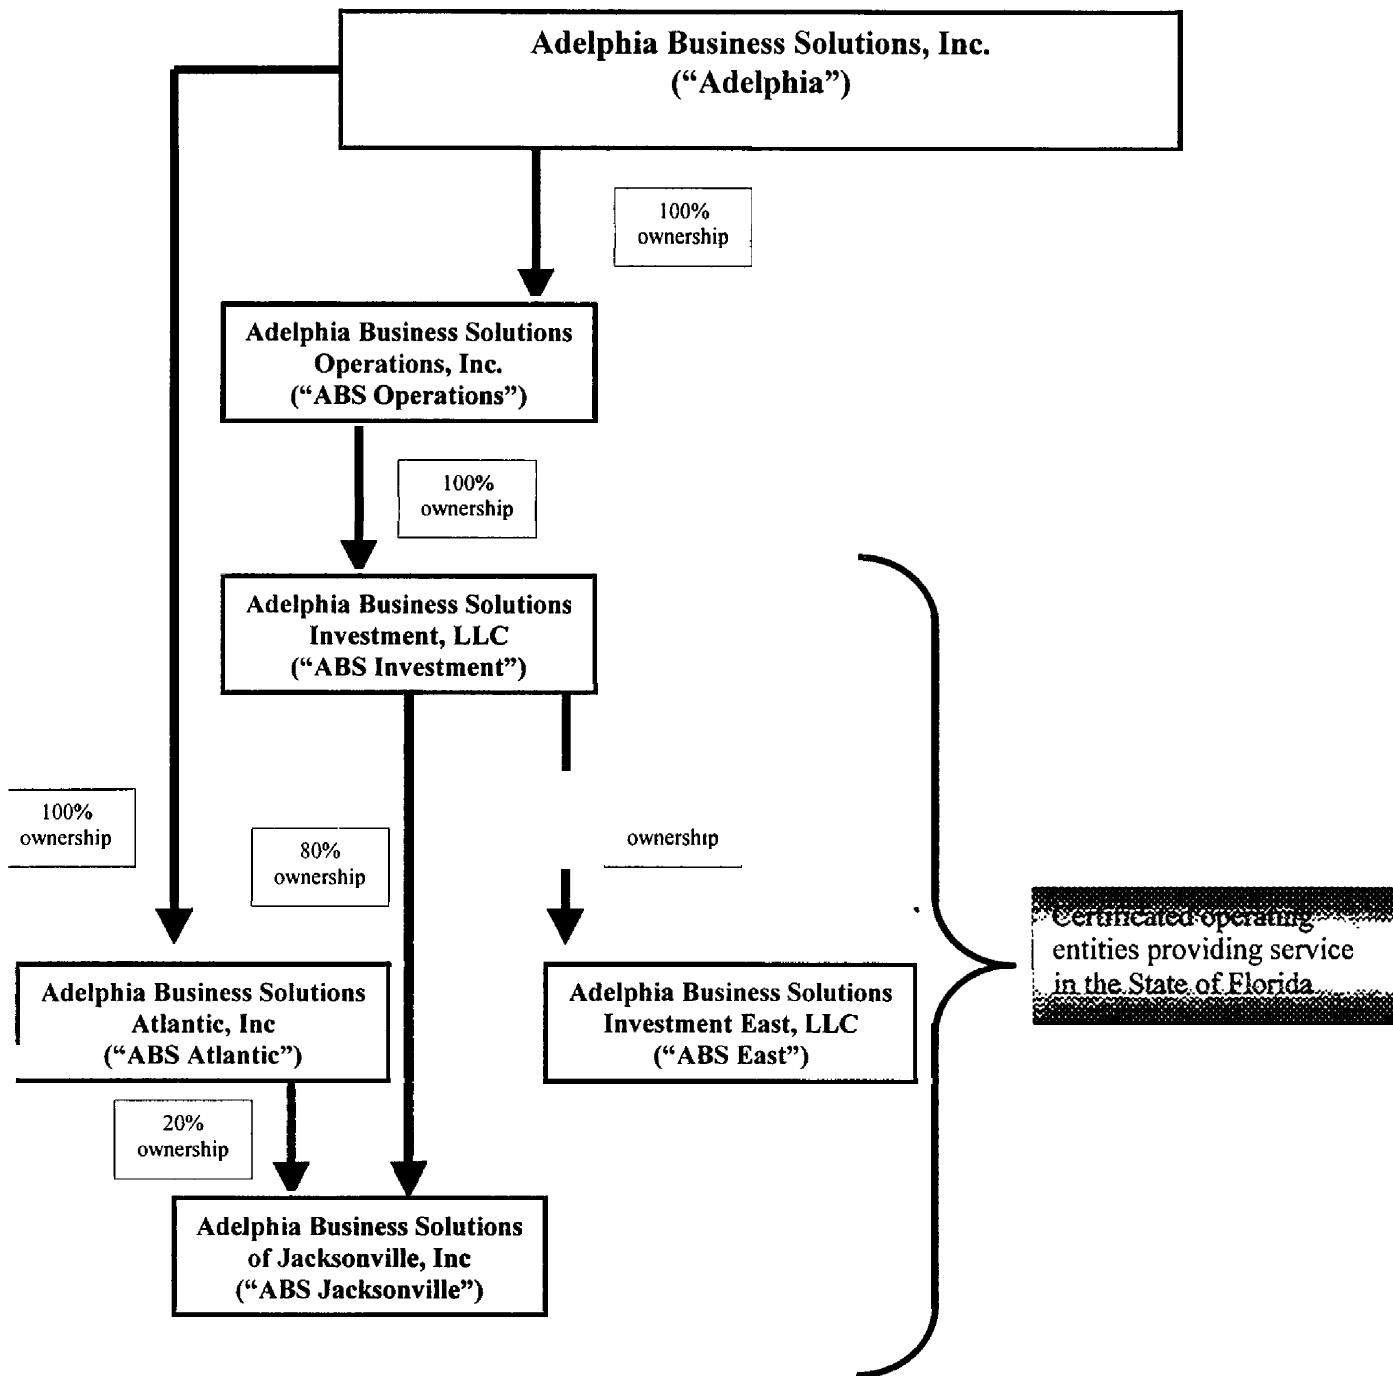 Adelphia Business Solutions, Inc.
(“Adelphia”)
100%
ownership
Adelphia Business Solutions
Operations, Inc.
(“ABS Operations”)
100%
ownership
Adelphia Business Solutions
Investment, LLC
(“ABS Investment”)
100%
ownership
80%
ownership
ownership
Certificated operating
entities providing service
in the State of Florida
Adelphia Business Solutions
Atlantic, Inc
(“ABS Atlantic”)
Adelphia Business Solutions
Investment East, LLC
(“ABS East”)
20%
ownership
Adelphia Business Solutions
of Jacksonville, Inc
(“ABS Jacksonville”)